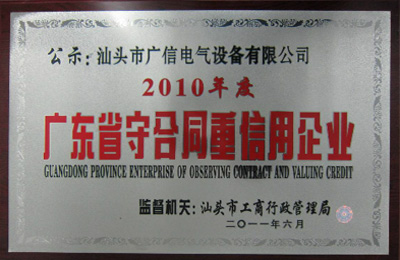 公示：汕头市广信电气设备有限公司
2010年度
广东省守合同重信用企业
GUANGDONG PROVINCE ENTERPRISE OF OBSERVING CONTRACT AND VALUING CREDIT
监督机关：汕头市工商行政管理局
二〇一一年六月